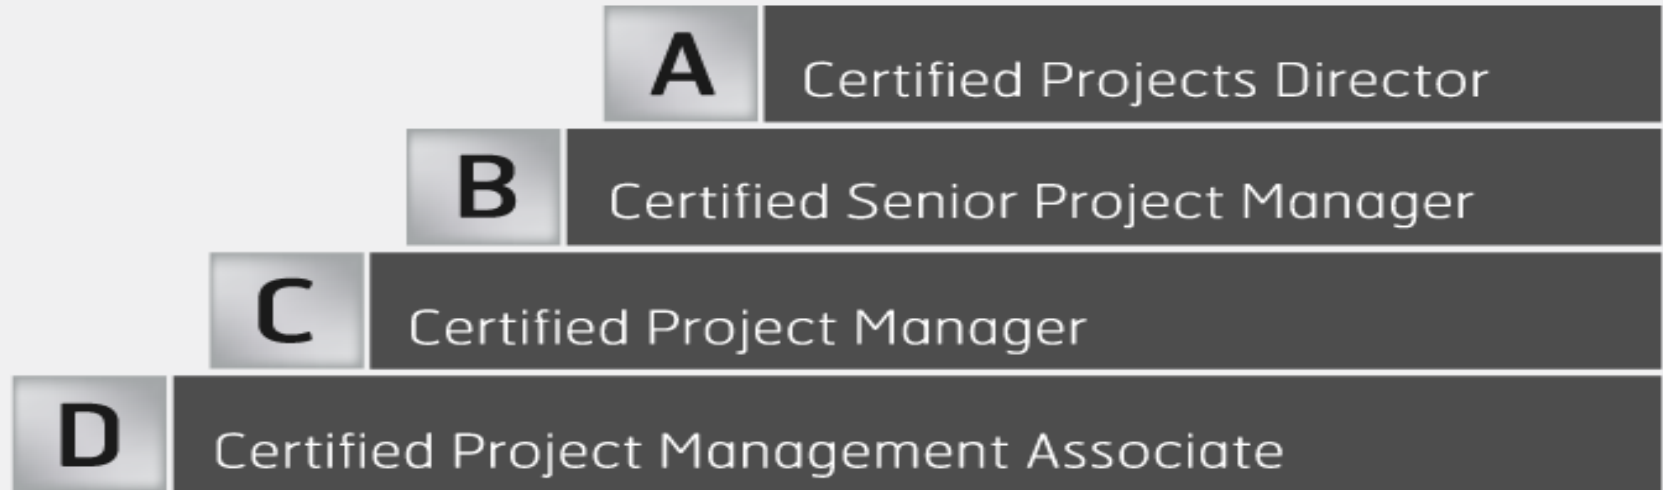 A Certified Projects Director
B Certified Senior Project Manager
C Certified Project Manager
D Certified Project Management Associate